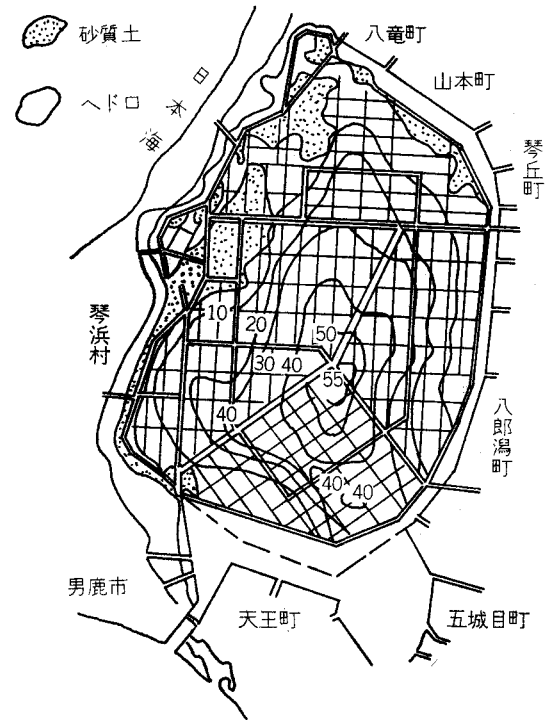 砂質土
ヘドロ
日本海
八竜町
山本町
琴丘町
琴浜村
八郎潟町
10
20
30 40
50
55
40
40
40
男鹿市
天王町
五城目町